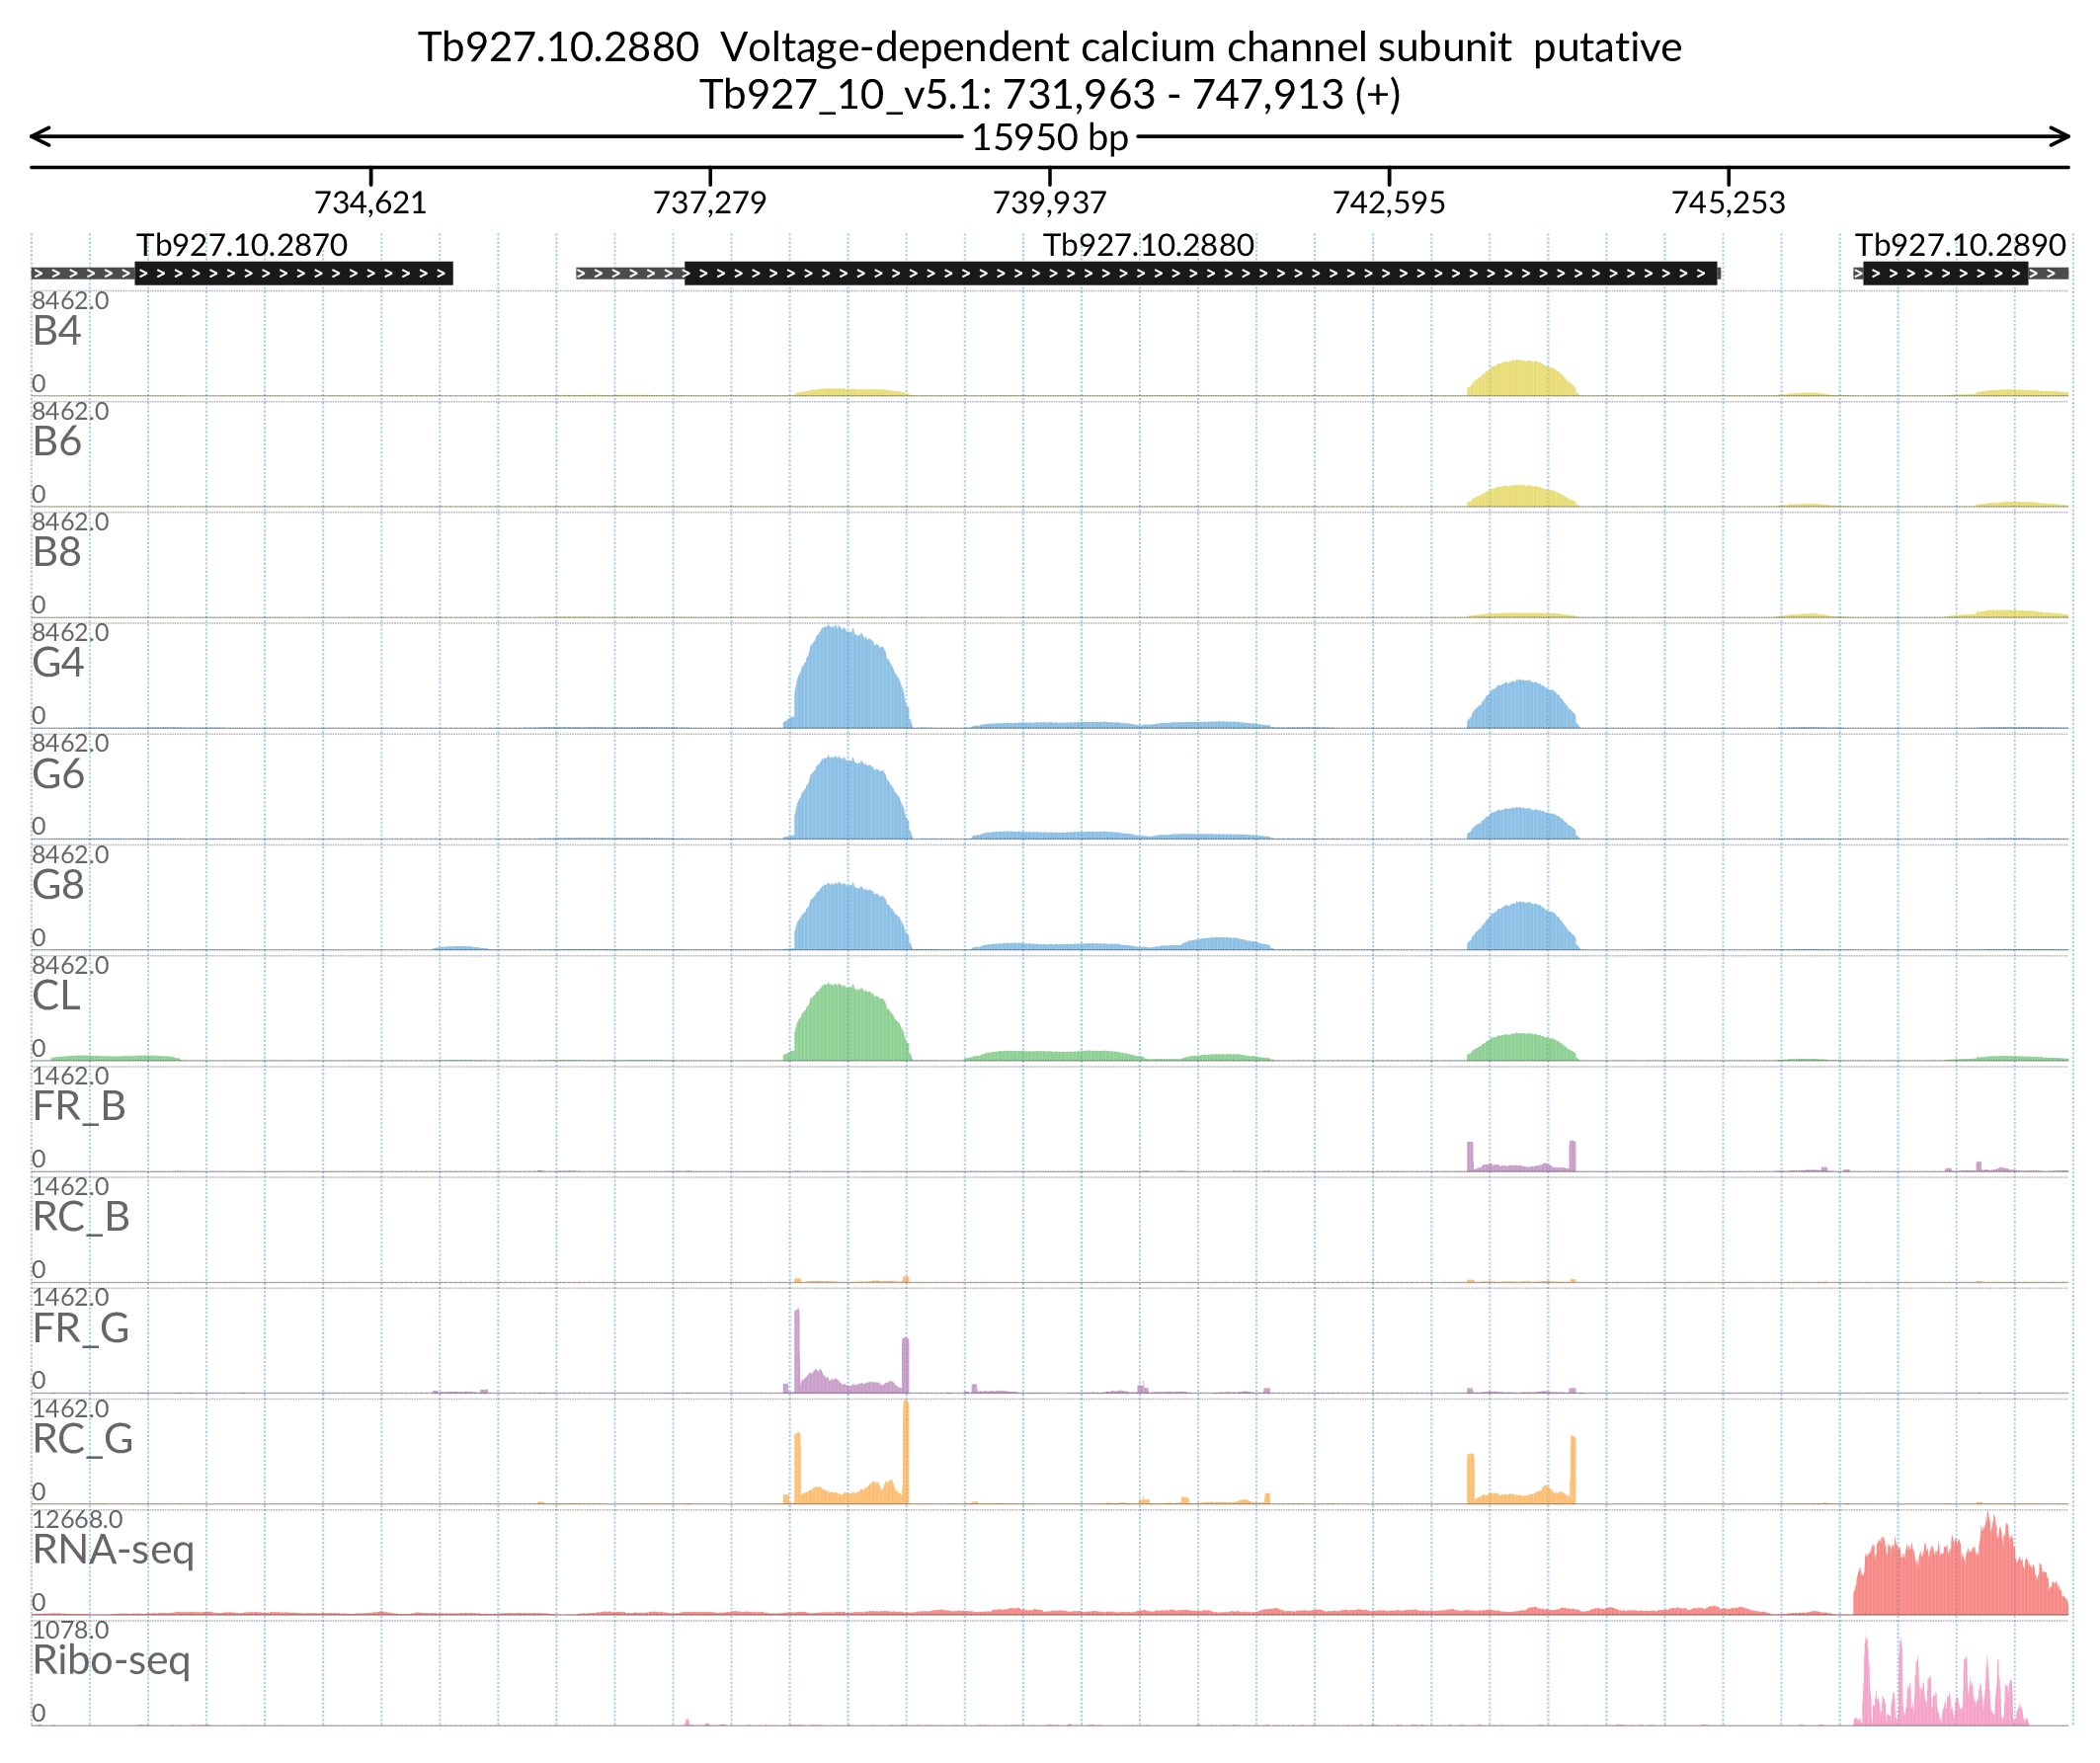 Tb927.10.2880  Voltage-dependent calcium channel subunit  putative
Tb927_10_v5.1: 731,963 - 747,913 (+)
15950 bp
734,621 737,279 739,937 742,595 745,253
Tb927.10.2870 Tb927.10.2880 Tb927.10.2890
8462.0
B4
0
8462.0
B6
0
8462.0
B8
0
8462.0
G4
0
8462.0
G6
0
8462.0
G8
0
8462.0
CL
0
1462.0
FR_B
0
1462.0
RC_B
0
1462.0
FR_G
0
1462.0
RC_G
0
12668.0
RNA-seq
0
1078.0
Ribo-seq
0